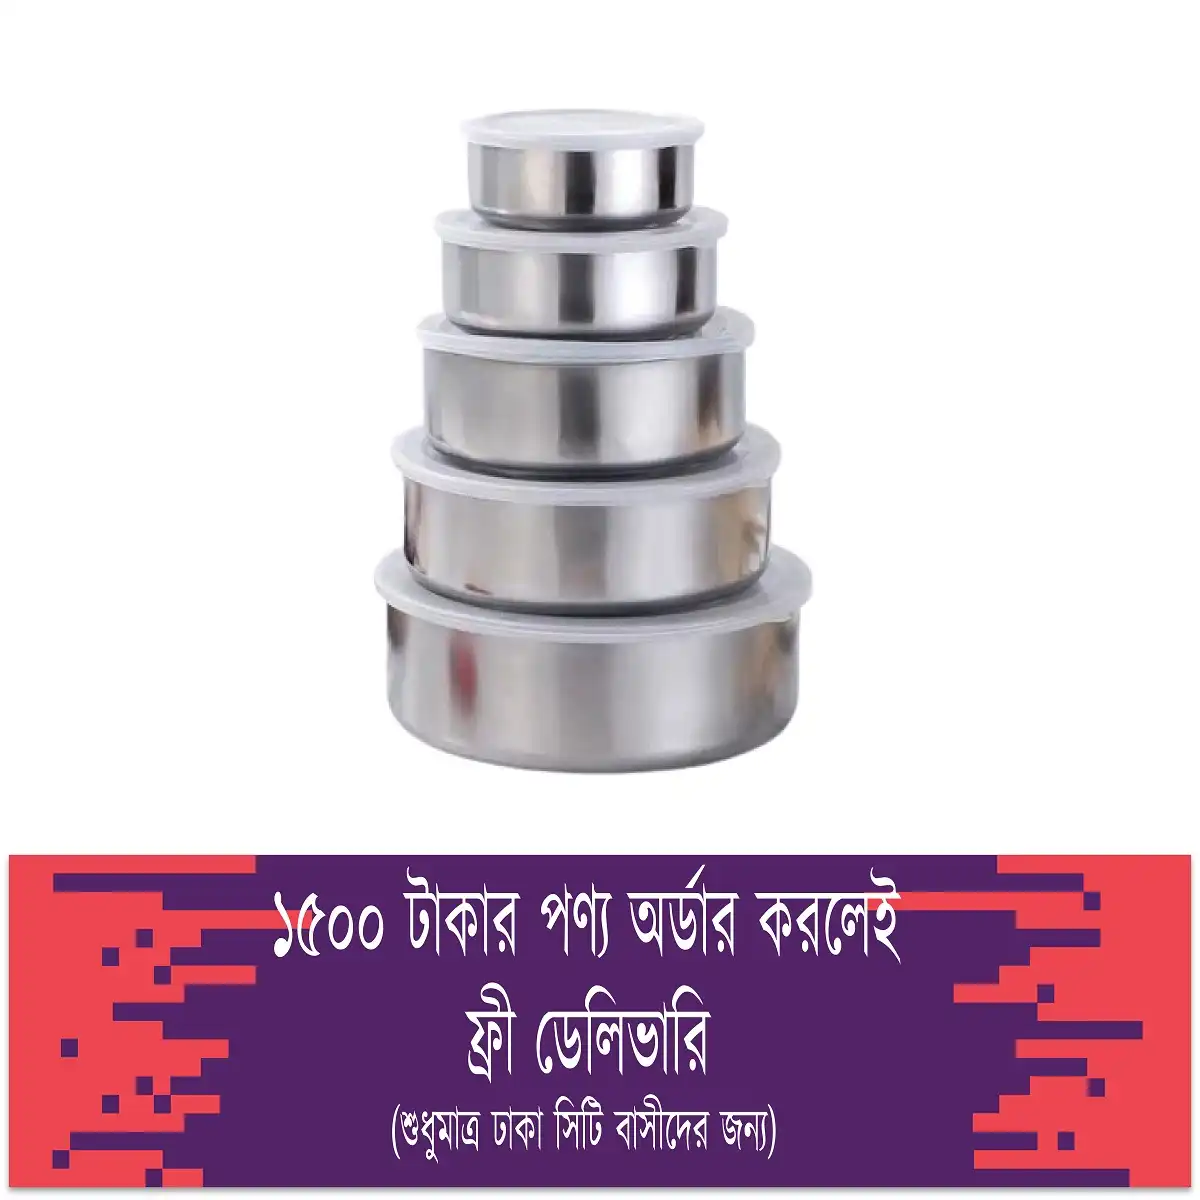 ১৫০০ টাকার পণ্য অর্ডার করলেই
ফ্রী ডেলিভারি
(শুধুমাত্র ঢাকা সিটি বাসীদের জন্য)